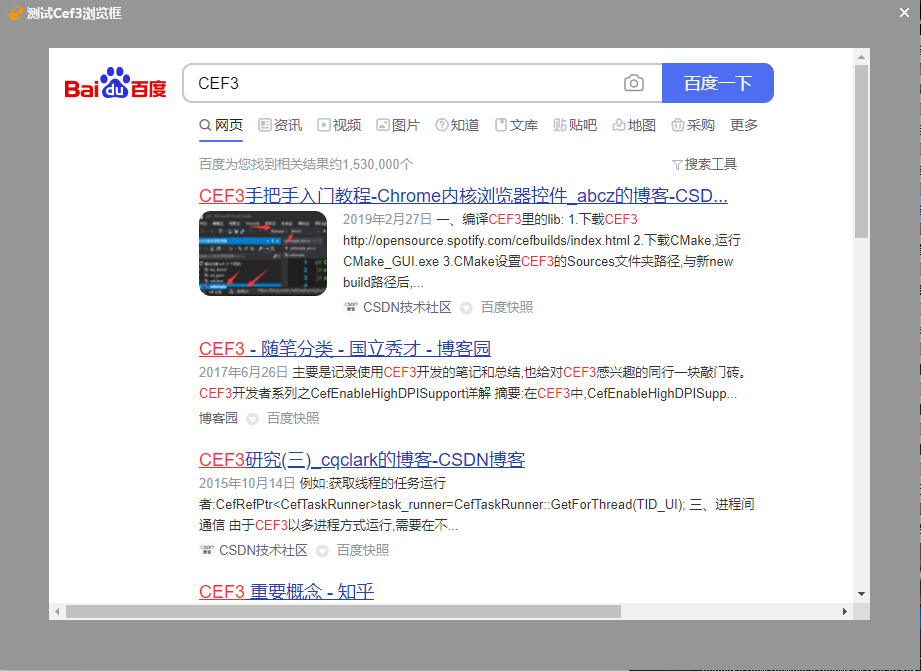 测试Cef3浏览框
Bai du 百度
CEF3
百度一下
网页 资讯 视频 图片 知道 文库 贴吧 地图 采购 更多
百度为您找到相关结果约1,530,000个
搜索工具
CEF3手把手入门教程-Chrome内核浏览器控件_abcz的博客-CSD...
2019年2月27日 一、编译CEF3里的lib: 1.下载CEF3
http://opensource.spotify.com/cefbuilds/index.html 2.下载CMake,运行
CMake_GUI.exe 3.CMake设置CEF3的Sources文件夹路径,与新new
build路径后,...
CSDN技术社区 百度快照
CEF3 - 随笔分类 - 国立秀才 - 博客园
2017年6月26日 主要是记录使用CEF3开发的笔记和总结,也给对CEF3感兴趣的同行一块敲门砖。
CEF3开发者系列之CefEnableHighDPISupport详解 摘要:在CEF3中,CefEnableHighDPISupp...
博客园 百度快照
CEF3研究(三)_cqclark的博客-CSDN博客
2015年10月14日 例如:获取线程的任务运行
者:CefRefPtr<CefTaskRunner>task_runner=CefTaskRunner::GetForThread(TID_UI); 三、进程间
通信 由于CEF3以多进程方式运行,需要在不...
CSDN技术社区 百度快照
CEF3 重要概念 - 知乎